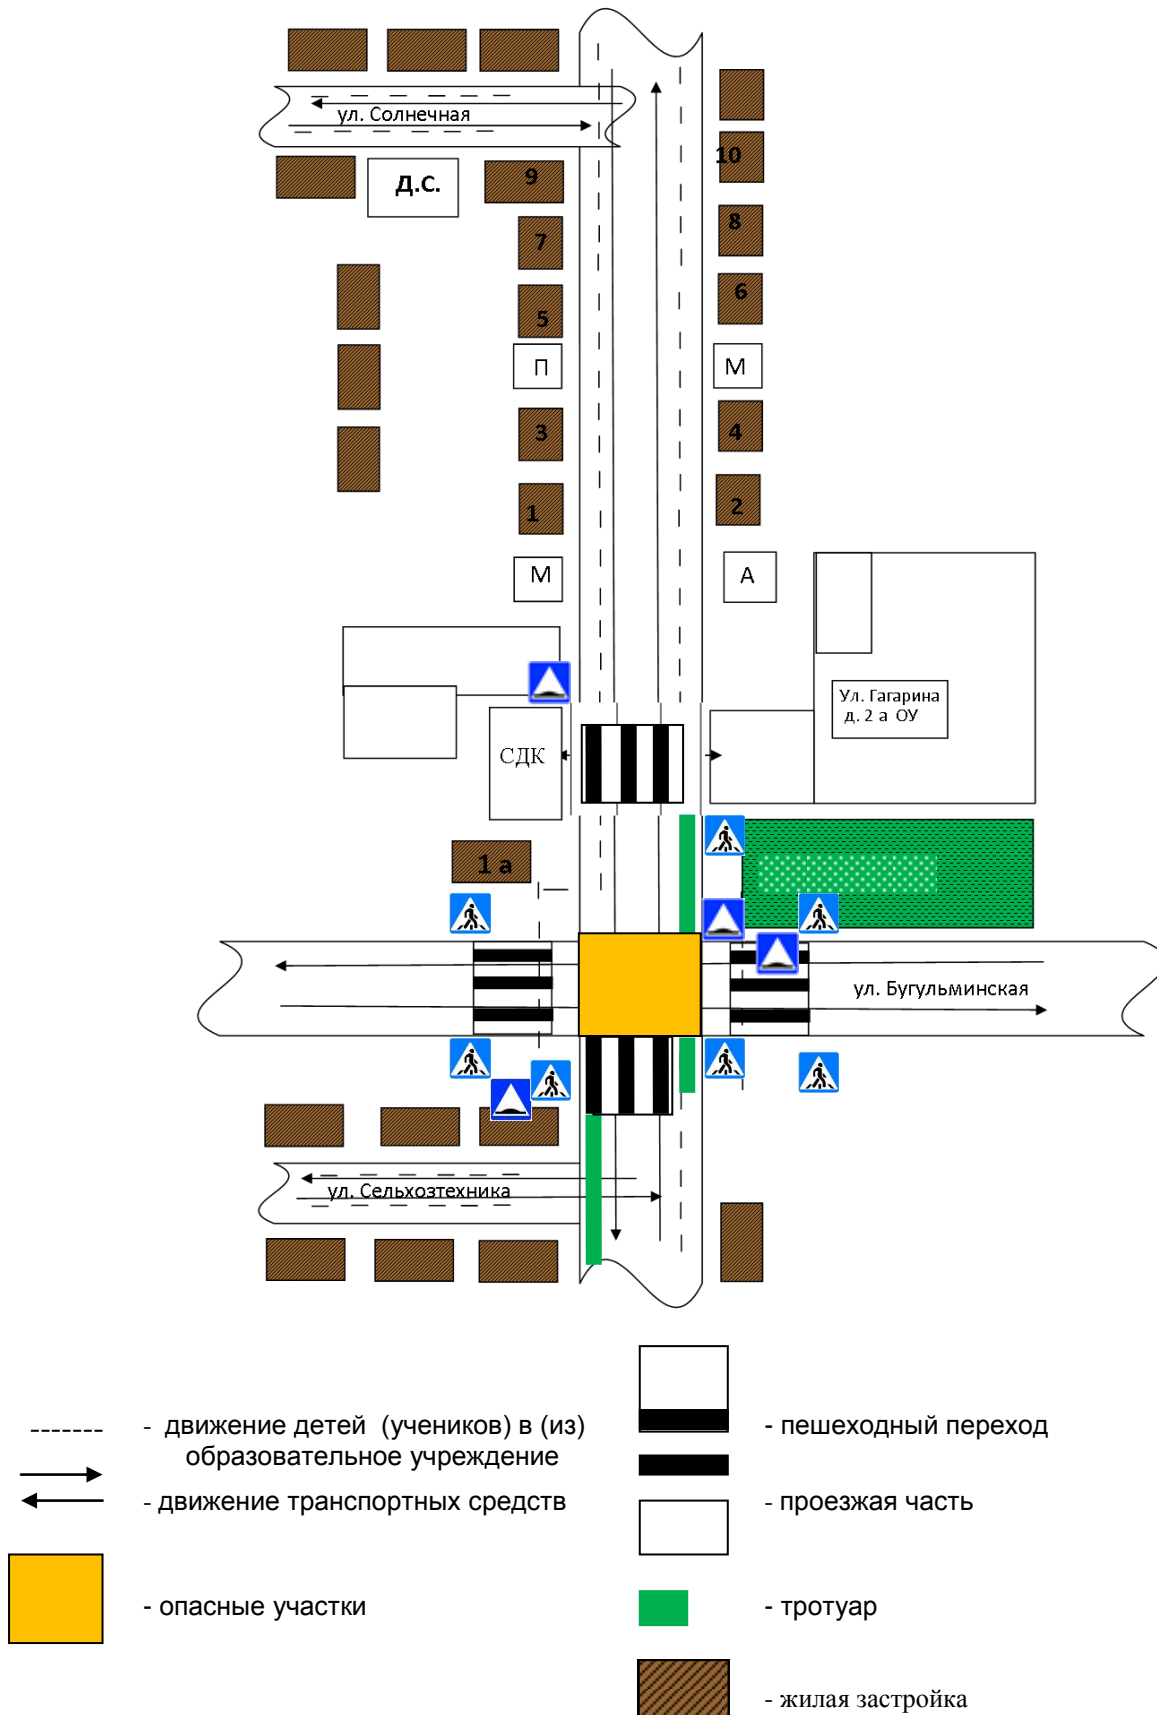 ул. Солнечная
Д.С.
9
10
7
8
5
6
П
М
3
4
1
2
М
А
Ул. Гагарина
д. 2 а ОУ
СДК
1 а
ул. Бугульминская
ул. Сельхозтехника
- движение детей (учеников) в (из)
образовательное учреждение
- движение транспортных средств
- опасные участки
- пешеходный переход
- проезжая часть
- тротуар
- жилая застройка